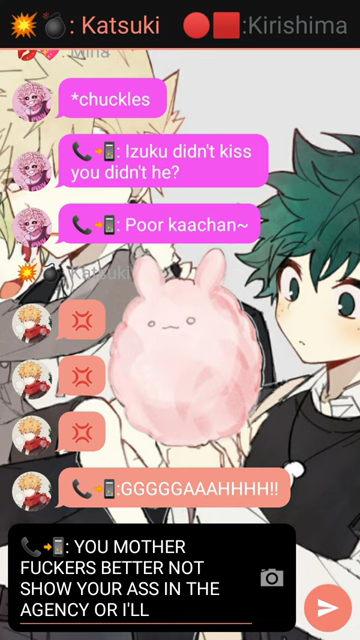 💥💣: Katsuki 🔴🟥:Kirishima
💋 Mina
*chuckles
📞➡📱: Izuku didn't kiss
you didn't he?
📞➡📱: Poor kaachan~
💥 Katsuki
💢
💢
💢
📞➡📱:GGGGGAAAHHHH!!
📞➡📱: YOU MOTHER
FUCKERS BETTER NOT
SHOW YOUR ASS IN THE
AGENCY OR I'LL